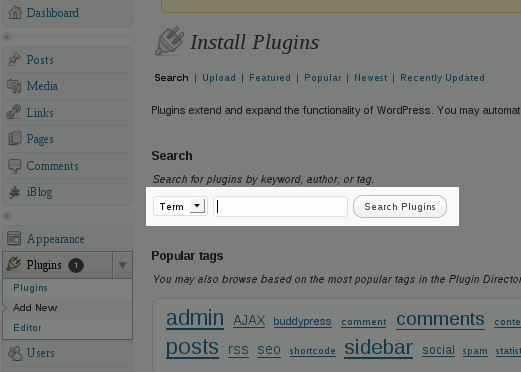 Dashboard
Posts
Media
Links
Pages
Comments
iBlog
Appearance
Plugins 1
Plugins
Add New
Editor
Users
Install Plugins
Search | Upload | Featured | Popular | Newest | Recently Updated
Plugins extend and expand the functionality of WordPress. You may automat
Search
Search for plugins by keyword, author, or tag.
Term Search Plugins
Popular tags
You may also browse based on the most popular tags in the Plugin Director
admin AJAX buddypress comment comments conte
posts rss seo shortcode sidebar social spam statist